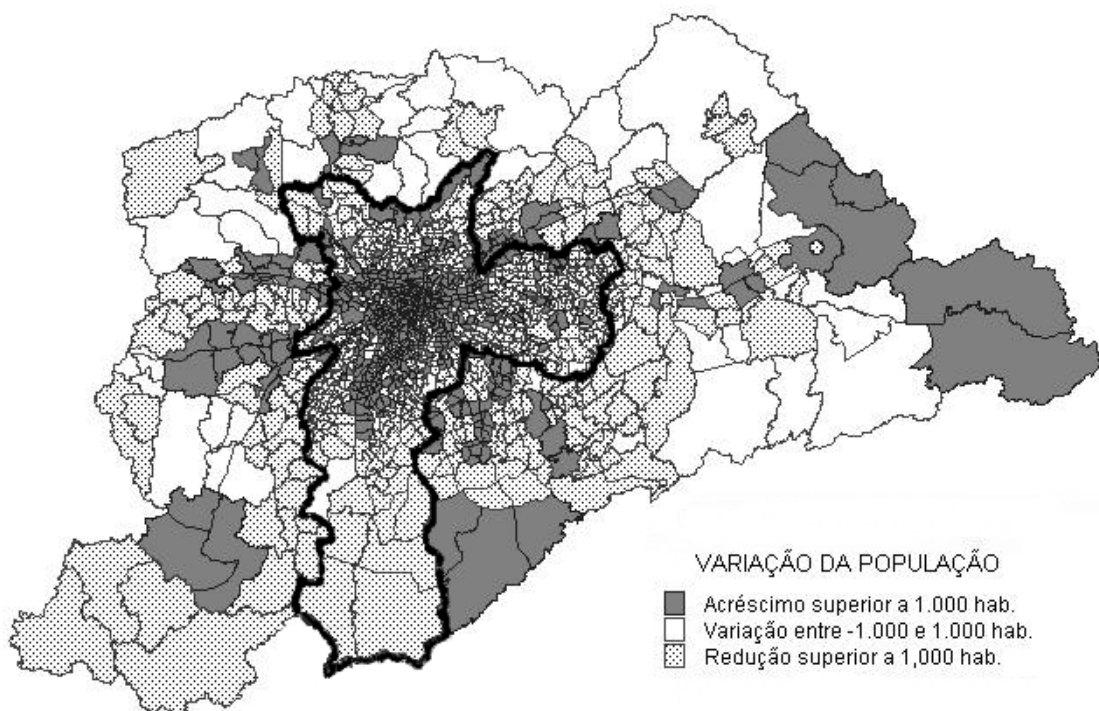 VARIAÇÃO DA POPULAÇÃO
Acréscimo superior a 1.000 hab.
Variação entre -1.000 e 1.000 hab.
Redução superior a 1,000 hab.